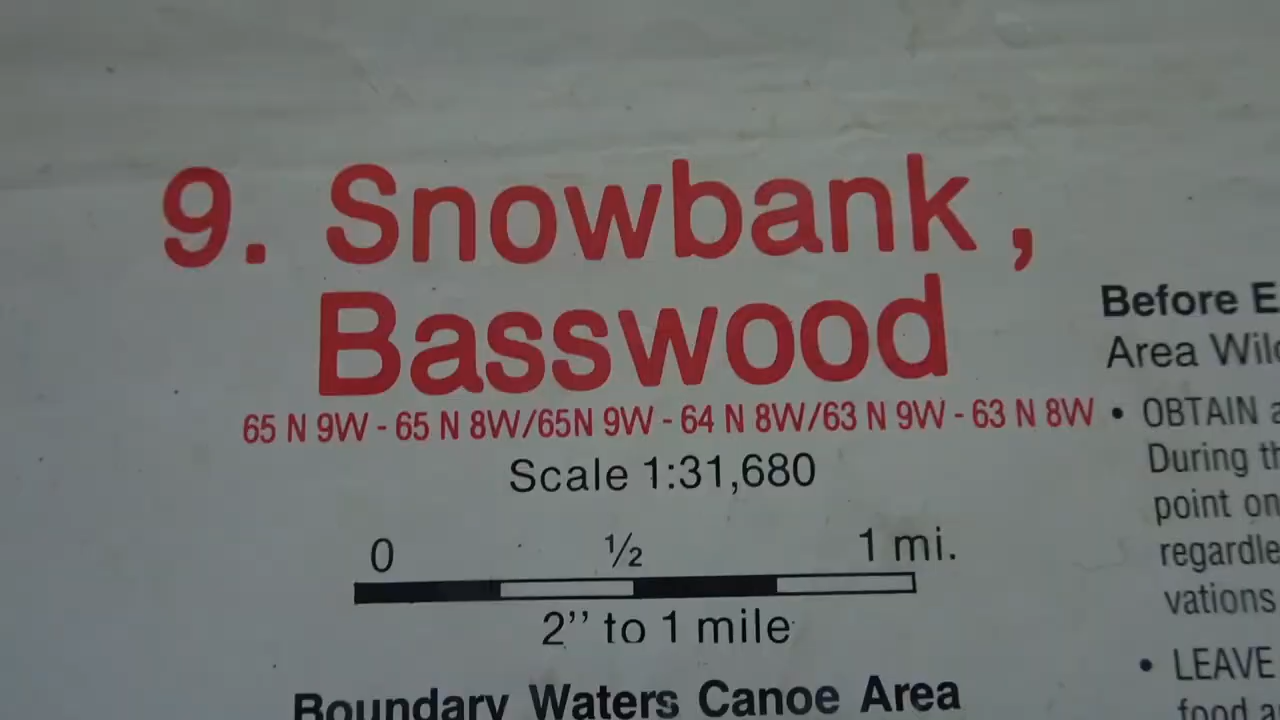 9. Snowbank,
Basswood
65 N 9W - 65 N 8W/65N 9W - 64 N 8W/63 N 9W - 63 N 8W
Scale 1:31,680
0 ½ 1 mi.
2’’ to 1 mile
Boundary Waters Canoe Area
Before E
Area Wil
• OBTAIN
During th
point on
regardle
vations
• LEAVE
food a